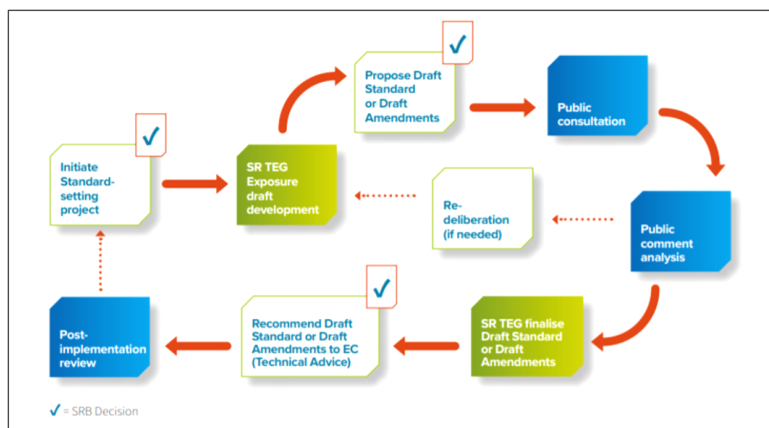 Propose Draft
Standard
or Draft
Amendments
Public
consultation
Initiate
Standard-
setting
project
SR TEG
Exposure
draft
development
Re-
deliberation
(if needed)
Public
comment
analysis
Post-
implementation
review
Recommend Draft
Standard or Draft
Amendments to EC
(Technical Advice)
SR TEG finalise
Draft Standard
or Draft
Amendments
✓ = SRB Decision